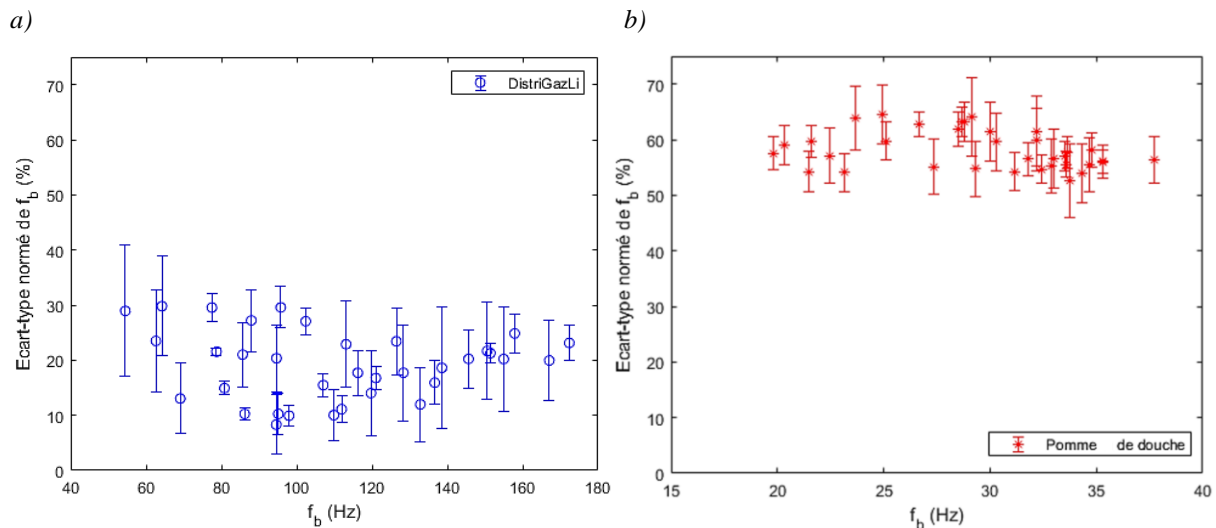 a)
b)
70
60
50
40
30
20
10
0
Ecart-type normé de f_b (%)
DistriGazLi
40 60 80 100 120 140 160 180
f_b (Hz)
70
60
50
40
30
20
10
0
Ecart-type normé de f_b (%)
Pomme de douche
15 20 25 30 35 40
f_b (Hz)